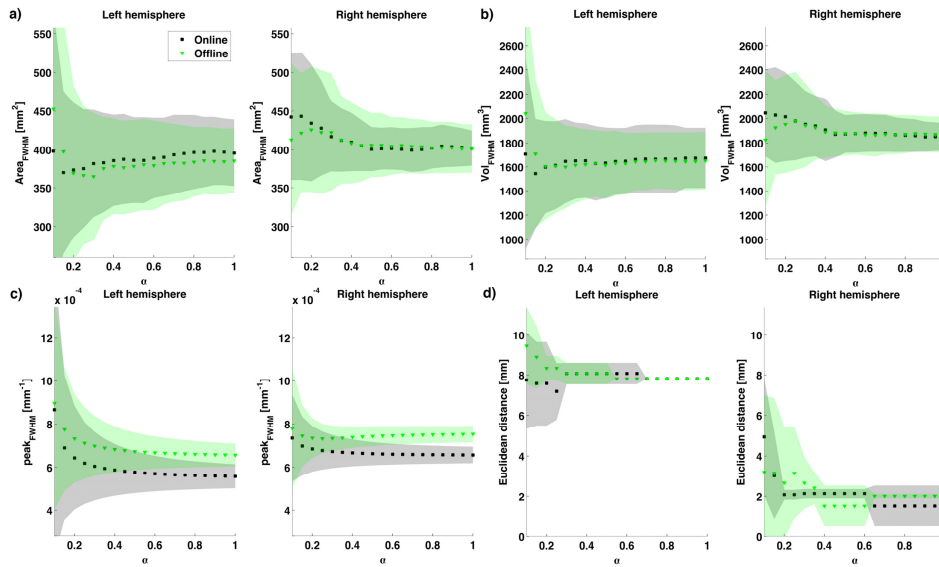 a)
Left hemisphere
Area_FWHM [mm²]
550
500
450
400
350
300
0.2 0.4 0.6 0.8 1
α
Online
Offline
Right hemisphere
Area_FWHM [mm²]
550
500
450
400
350
300
0.2 0.4 0.6 0.8 1
α
b)
Left hemisphere
Vol_FWHM [mm³]
2600
2400
2200
2000
1800
1600
1400
1200
1000
0.2 0.4 0.6 0.8 1
α
Right hemisphere
Vol_FWHM [mm³]
2600
2400
2200
2000
1800
1600
1400
1200
1000
0.2 0.4 0.6 0.8
α
c)
x 10⁻⁴ Left hemisphere
peak_FWHM [mm⁻¹]
12
10
8
6
4
0.2 0.4 0.6 0.8 1
α
x 10⁻⁴ Right hemisphere
peak_FWHM [mm⁻¹]
12
10
8
6
4
0.2 0.4 0.6 0.8 1
α
d)
Left hemisphere
Euclidean distance [mm]
10
8
6
4
2
0
0.2 0.4 0.6 0.8 1
α
Right hemisphere
Euclidean distance [mm]
10
8
6
4
2
0
0.2 0.4 0.6 0.8
α